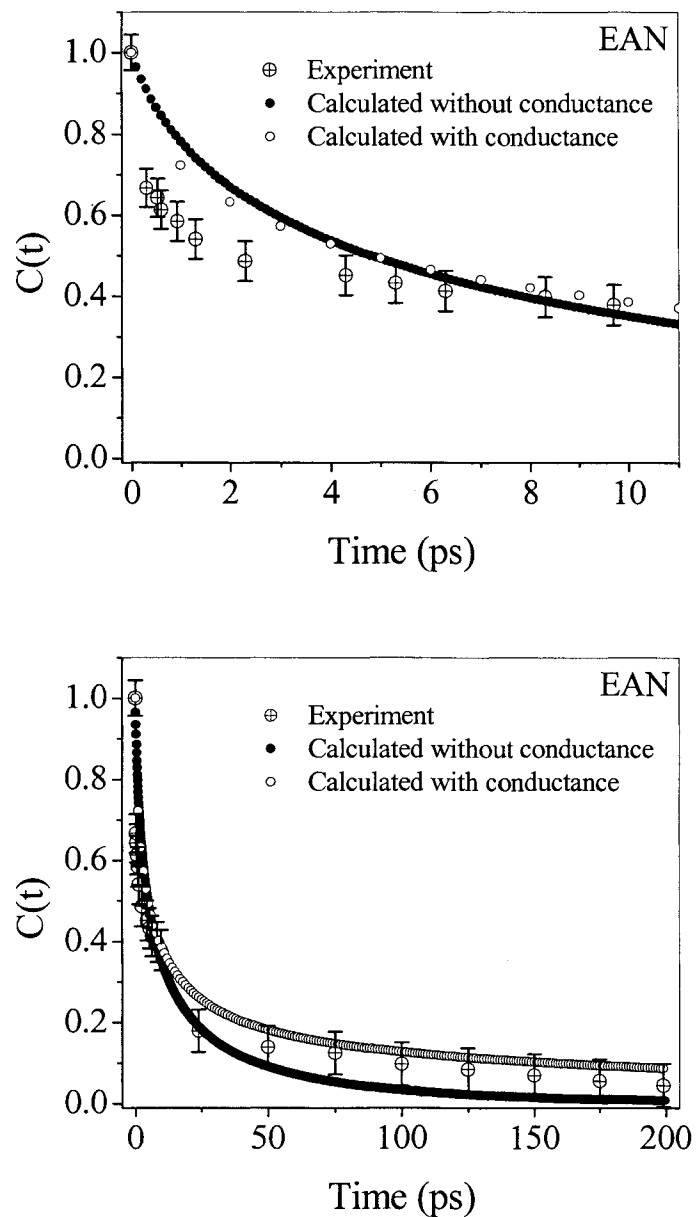 EAN
Experiment
Calculated without conductance
Calculated with conductance
1.0
0.8
0.6
0.4
0.2
0.0
C(t)
0 2 4 6 8 10
Time (ps)
EAN
Experiment
Calculated without conductance
Calculated with conductance
1.0
0.8
0.6
0.4
0.2
0.0
C(t)
0 50 100 150 200
Time (ps)